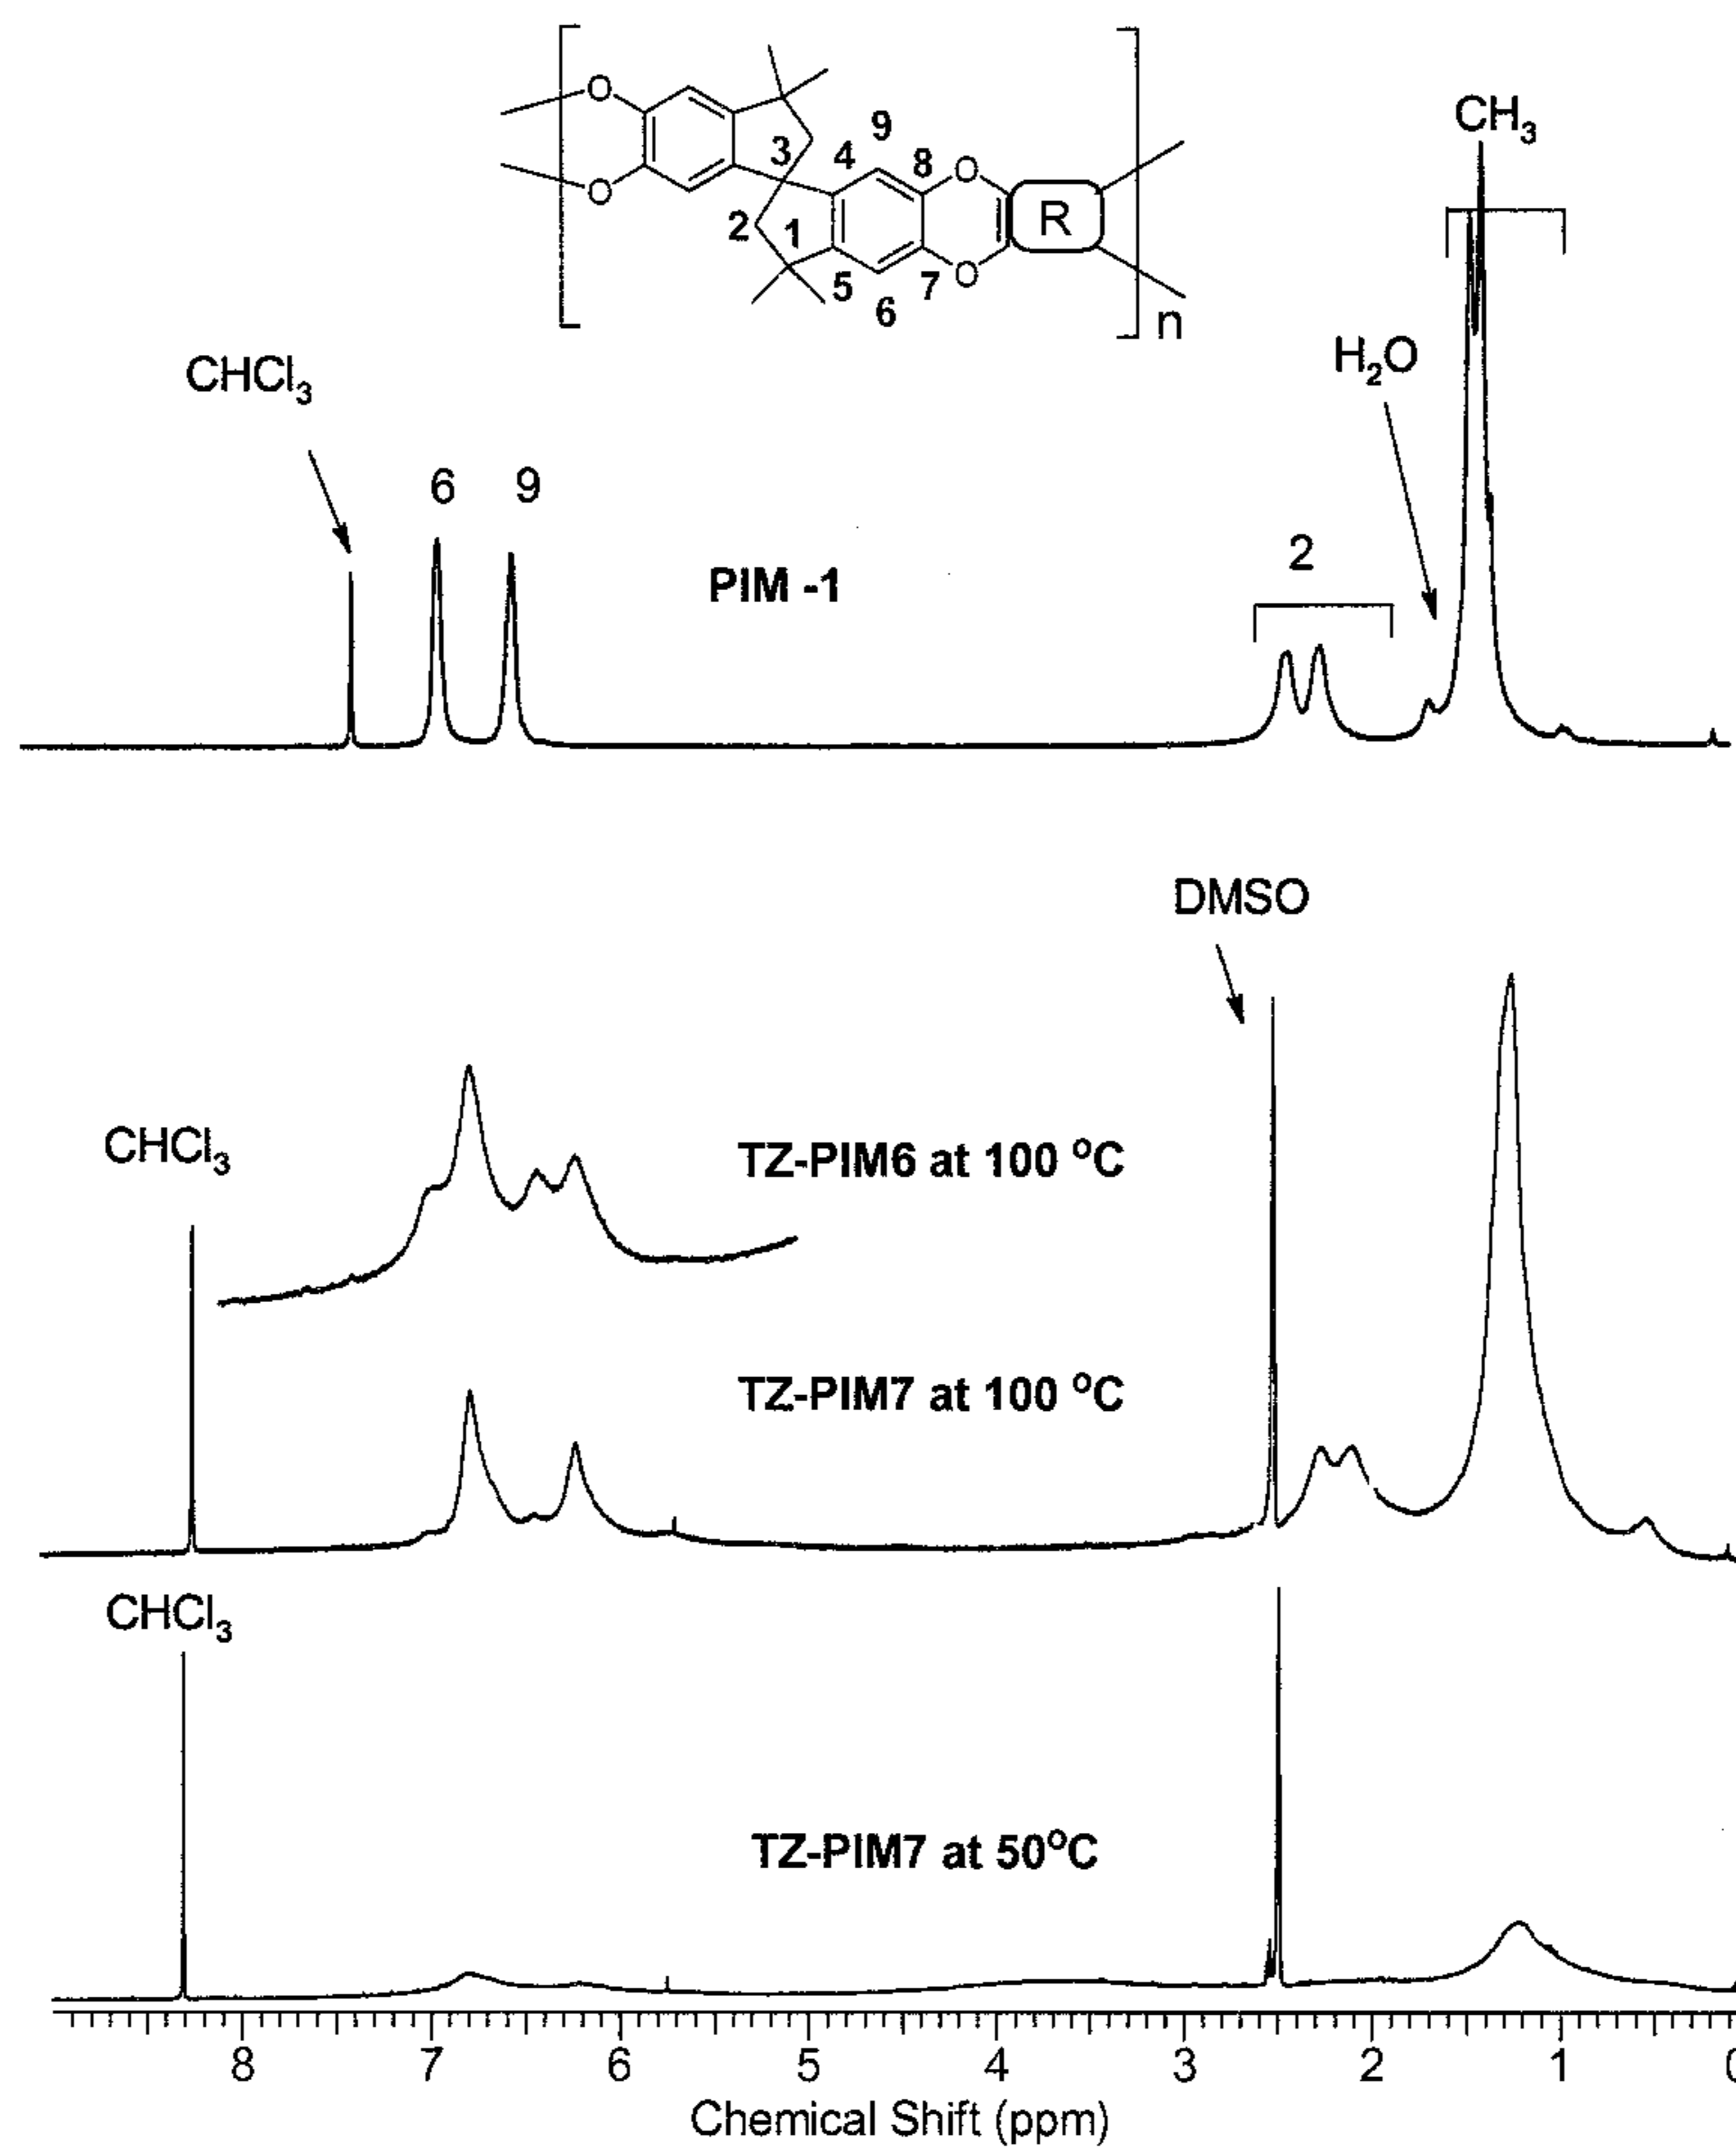 O
O
9
3
4
8
O
CH₃
R
2
1
5
7
O
6
n
H₂O
CHCl₃
6
9
2
PIM -1
DMSO
CHCl₃
TZ-PIM6 at 100 °C
TZ-PIM7 at 100 °C
CHCl₃
TZ-PIM7 at 50°C
8 7 6 5 4 3 2 1
Chemical Shift (ppm)